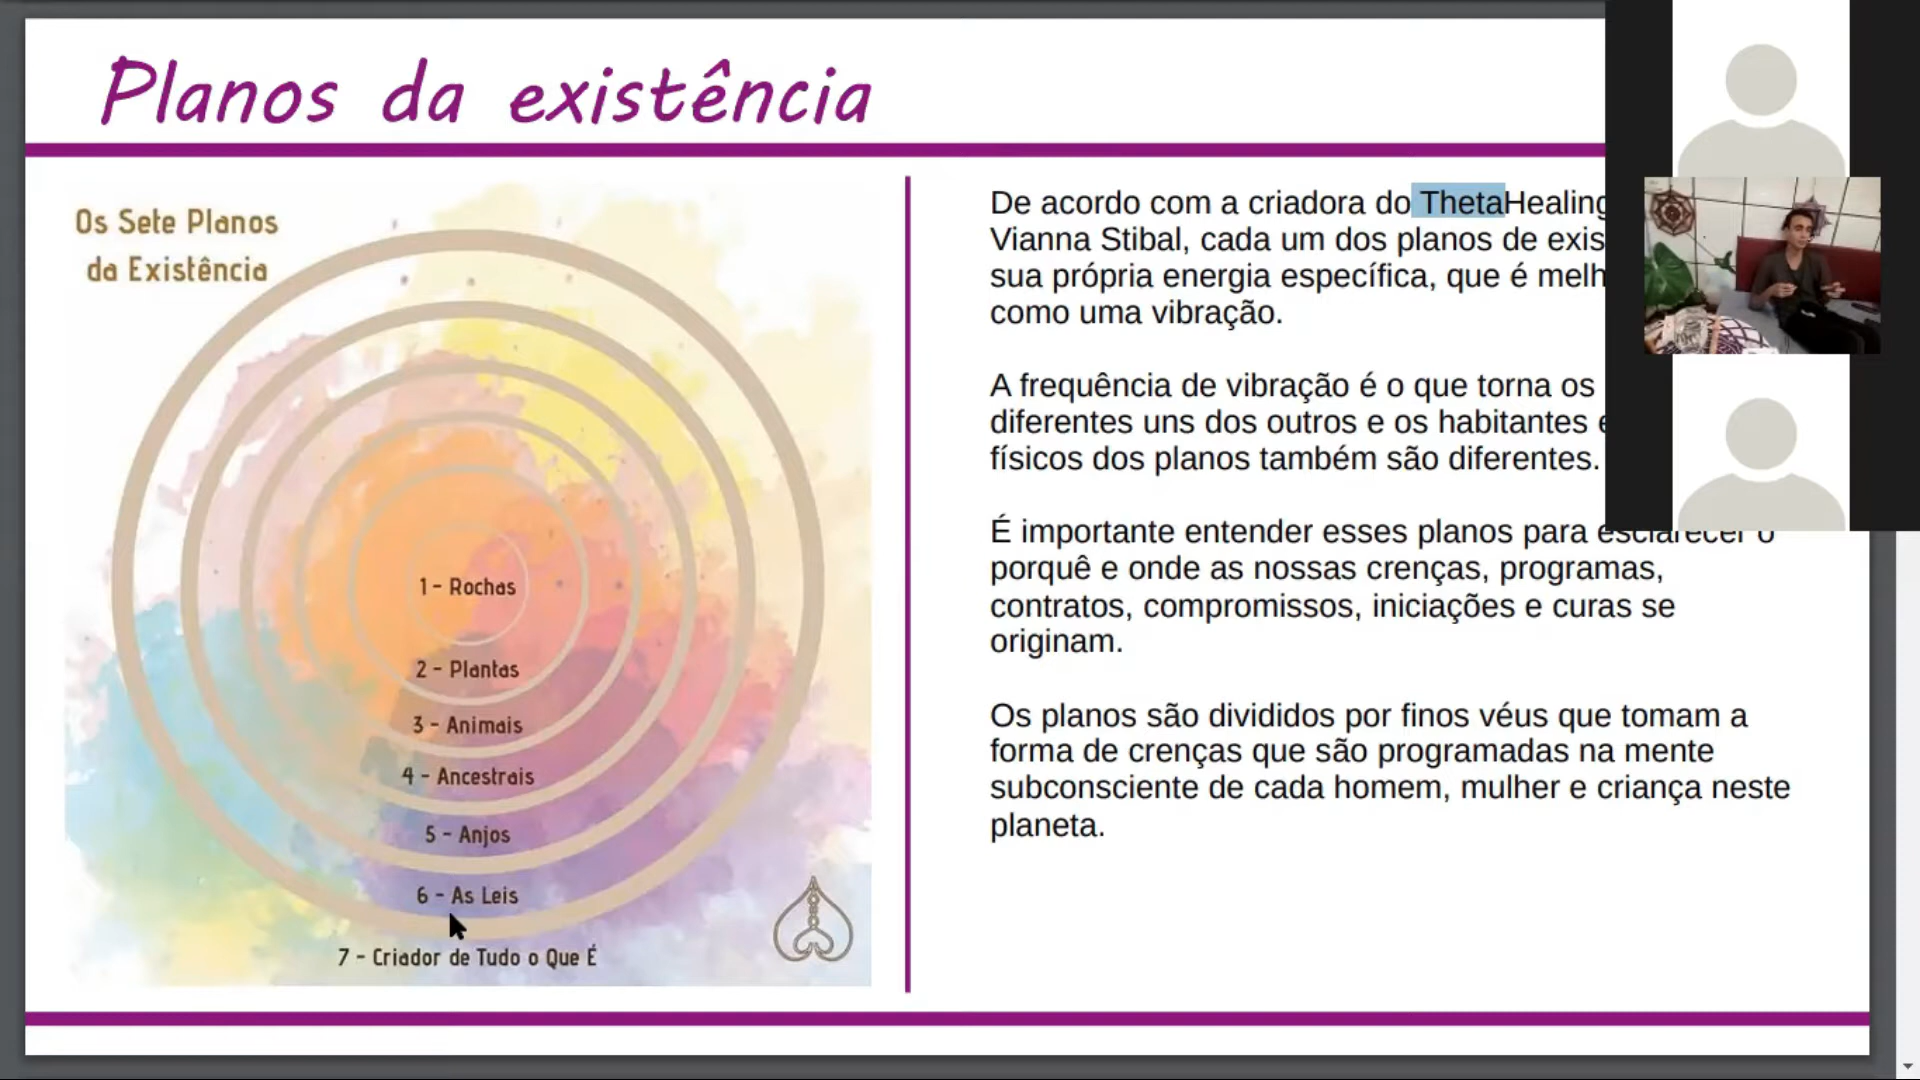 Planos da existência
Os Sete Planos
da Existência
1 - Rochas
2 - Plantas
3 - Animais
4 - Ancestrais
5 - Anjos
6 - As Leis
7 - Criador de Tudo o Que É
De acordo com a criadora do ThetaHealing
Vianna Stibal, cada um dos planos de
sua própria energia específica, que é
como uma vibração.
A frequência de vibração é o que torna os
diferentes uns dos outros e os habitantes
físicos dos planos também são diferentes.
É importante entender esses planos para esclarecer o
porquê e onde as nossas crenças, programas,
contratos, compromissos, iniciações e curas se
originam.
Os planos são divididos por finos véus que tomam a
forma de crenças que são programadas na mente
subconsciente de cada homem, mulher e criança neste
planeta.